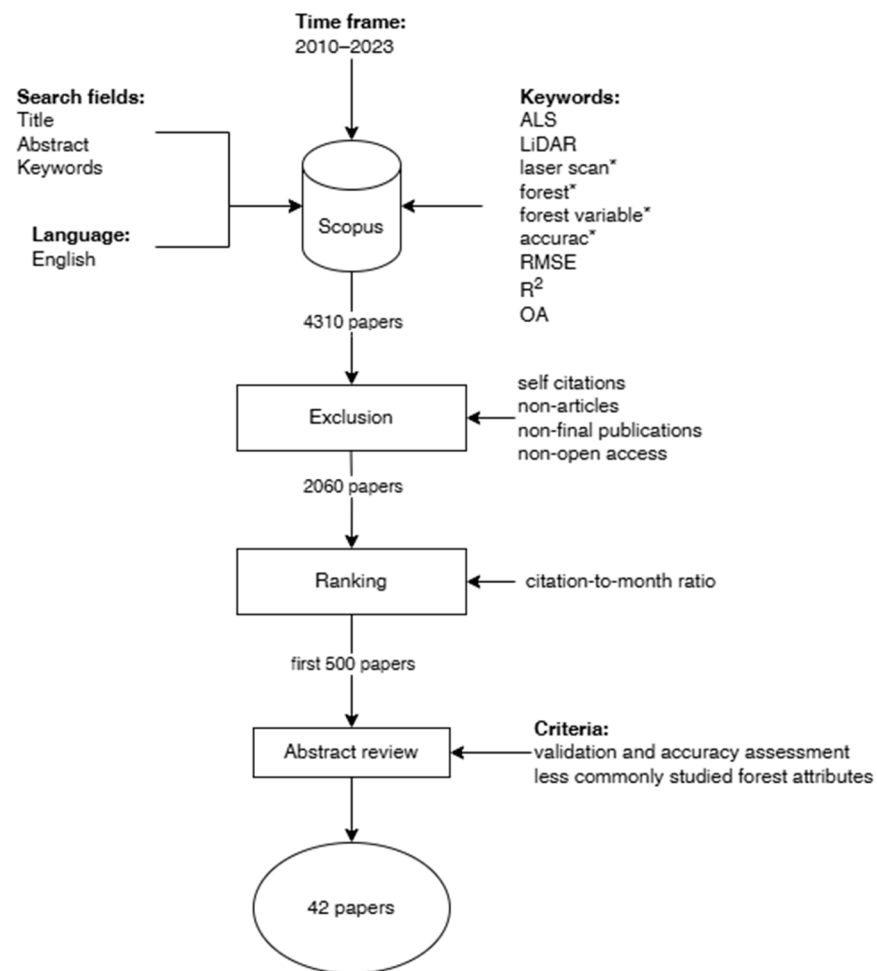 Time frame:
2010–2023
Search fields:
Title
Abstract
Keywords
Language:
English
Scopus
Keywords:
ALS
LiDAR
laser scan*
forest*
forest variable*
accurac*
RMSE
R²
OA
4310 papers
Exclusion
self citations
non-articles
non-final publications
non-open access
2060 papers
Ranking
citation-to-month ratio
first 500 papers
Abstract review
Criteria:
validation and accuracy assessment
less commonly studied forest attributes
42 papers